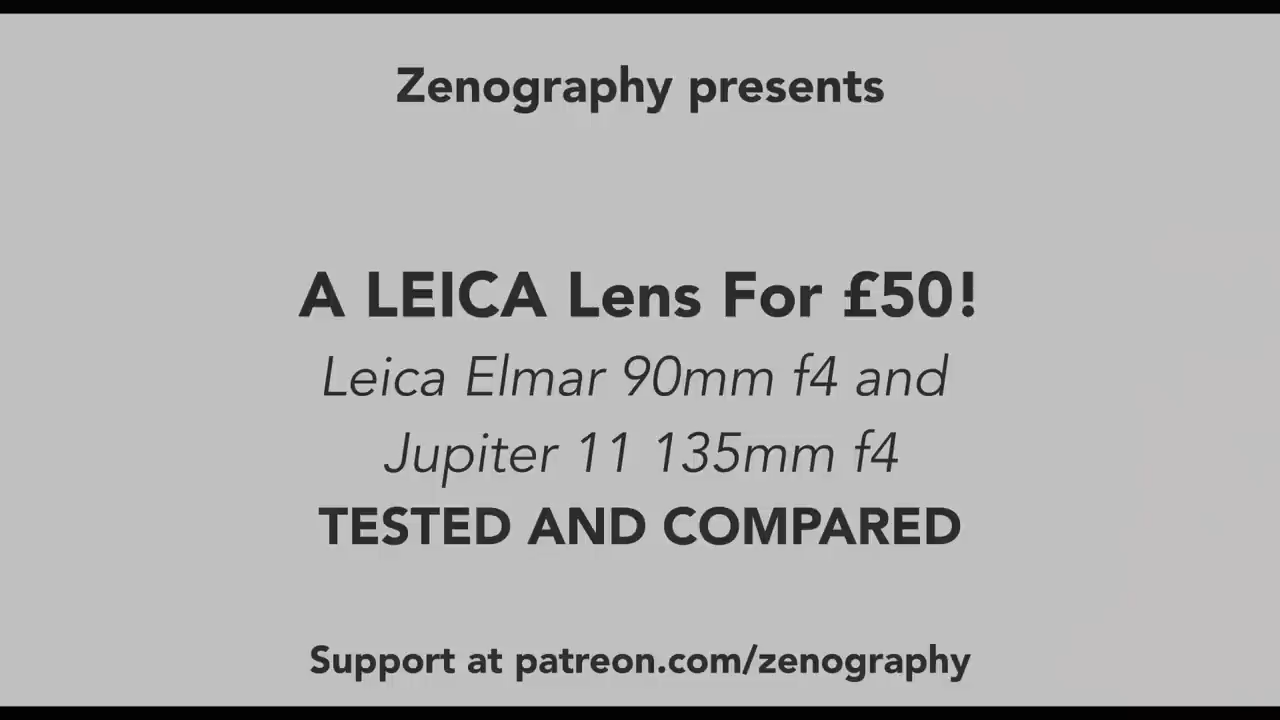 Zenography presents
A LEICA Lens For £50!
Leica Elmar 90mm f4 and
Jupiter 11 135mm f4
TESTED AND COMPARED
Support at patreon.com/zenography